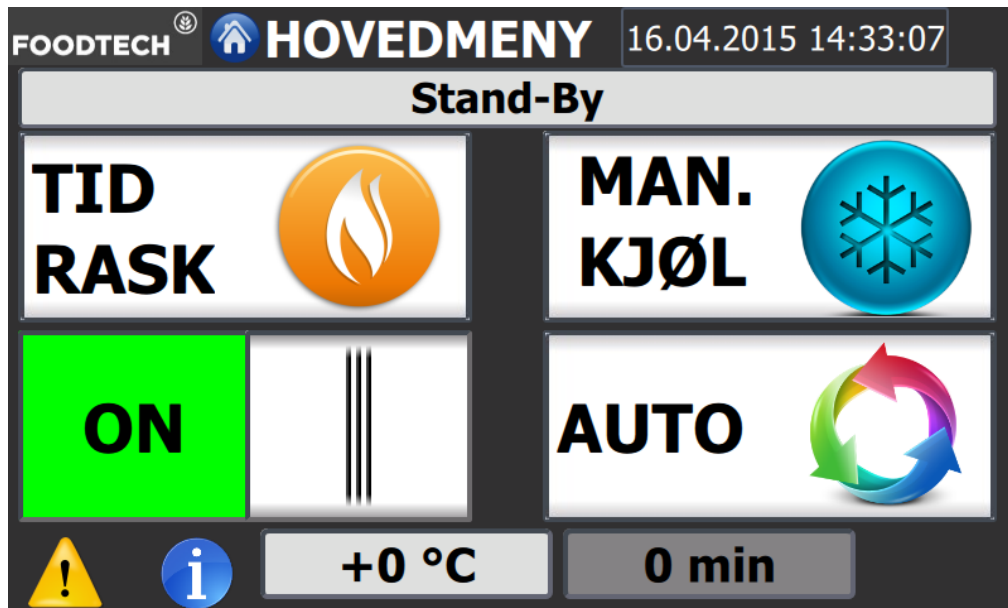 FOODTECH® HOVEDMENY 16.04.2015 14:33:07
Stand-By
TID
RASK
MAN.
KJØL
ON
AUTO
! i +0 °C 0 min